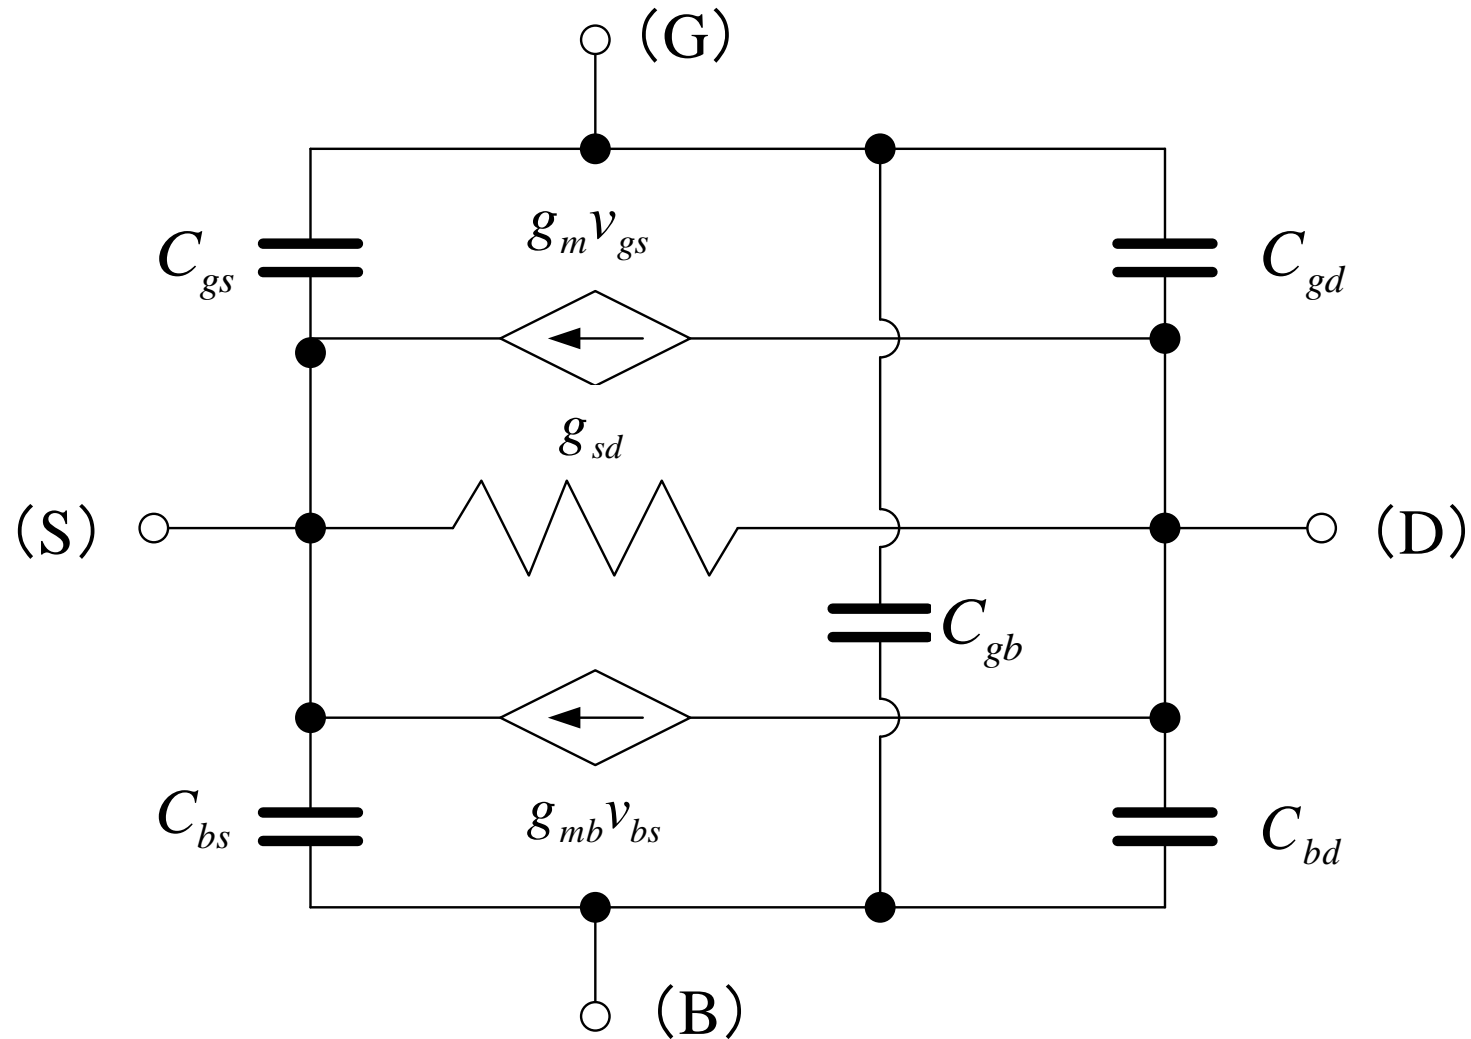 (G)
g_m v_gs
C_gs
C_gd
g_sd
(S)
(D)
C_gb
g_mb v_bs
C_bs
C_bd
(B)